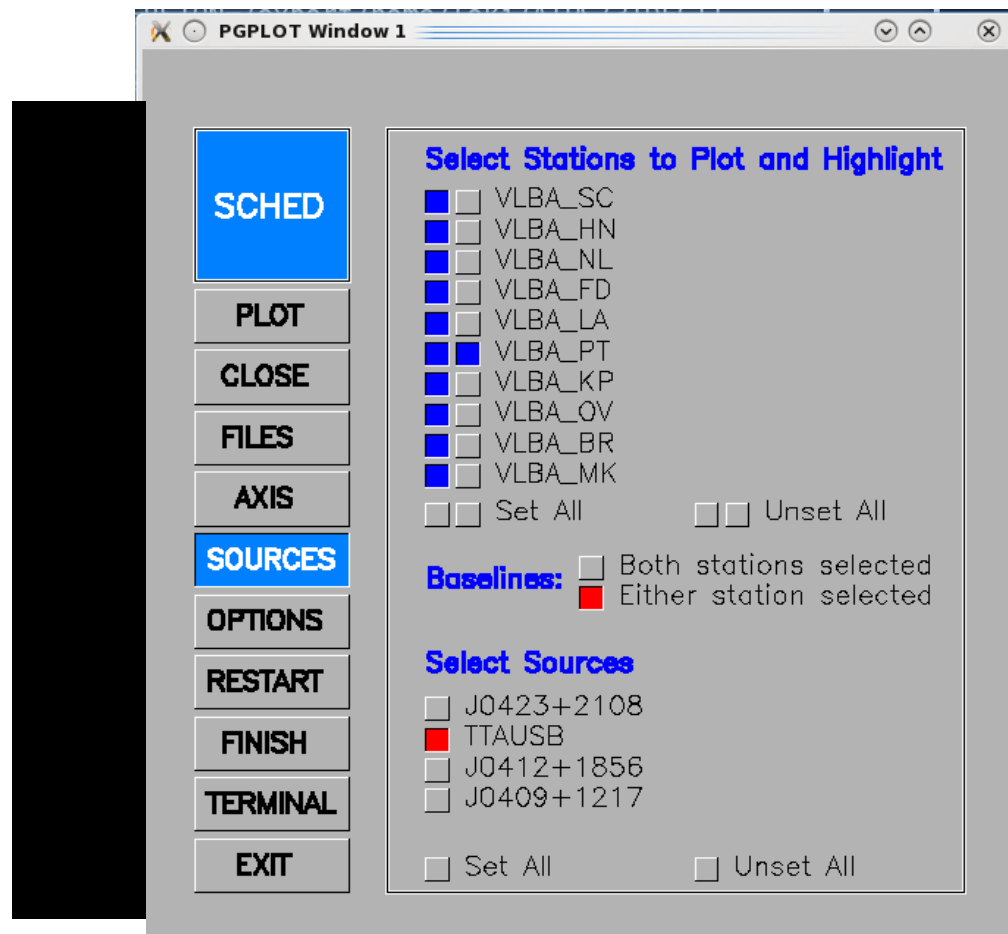 PGPLOT Window 1
SCHED
PLOT
CLOSE
FILES
AXIS
SOURCES
OPTIONS
RESTART
FINISH
TERMINAL
EXIT
Select Stations to Plot and Highlight
VLBA_SC
VLBA_HN
VLBA_NL
VLBA_FD
VLBA_LA
VLBA_PT
VLBA_KP
VLBA_OV
VLBA_BR
VLBA_MK
Set All Unset All
Baselines: Both stations selected
Either station selected
Select Sources
J0423+2108
TTAUSB
J0412+1856
J0409+1217
Set All Unset All